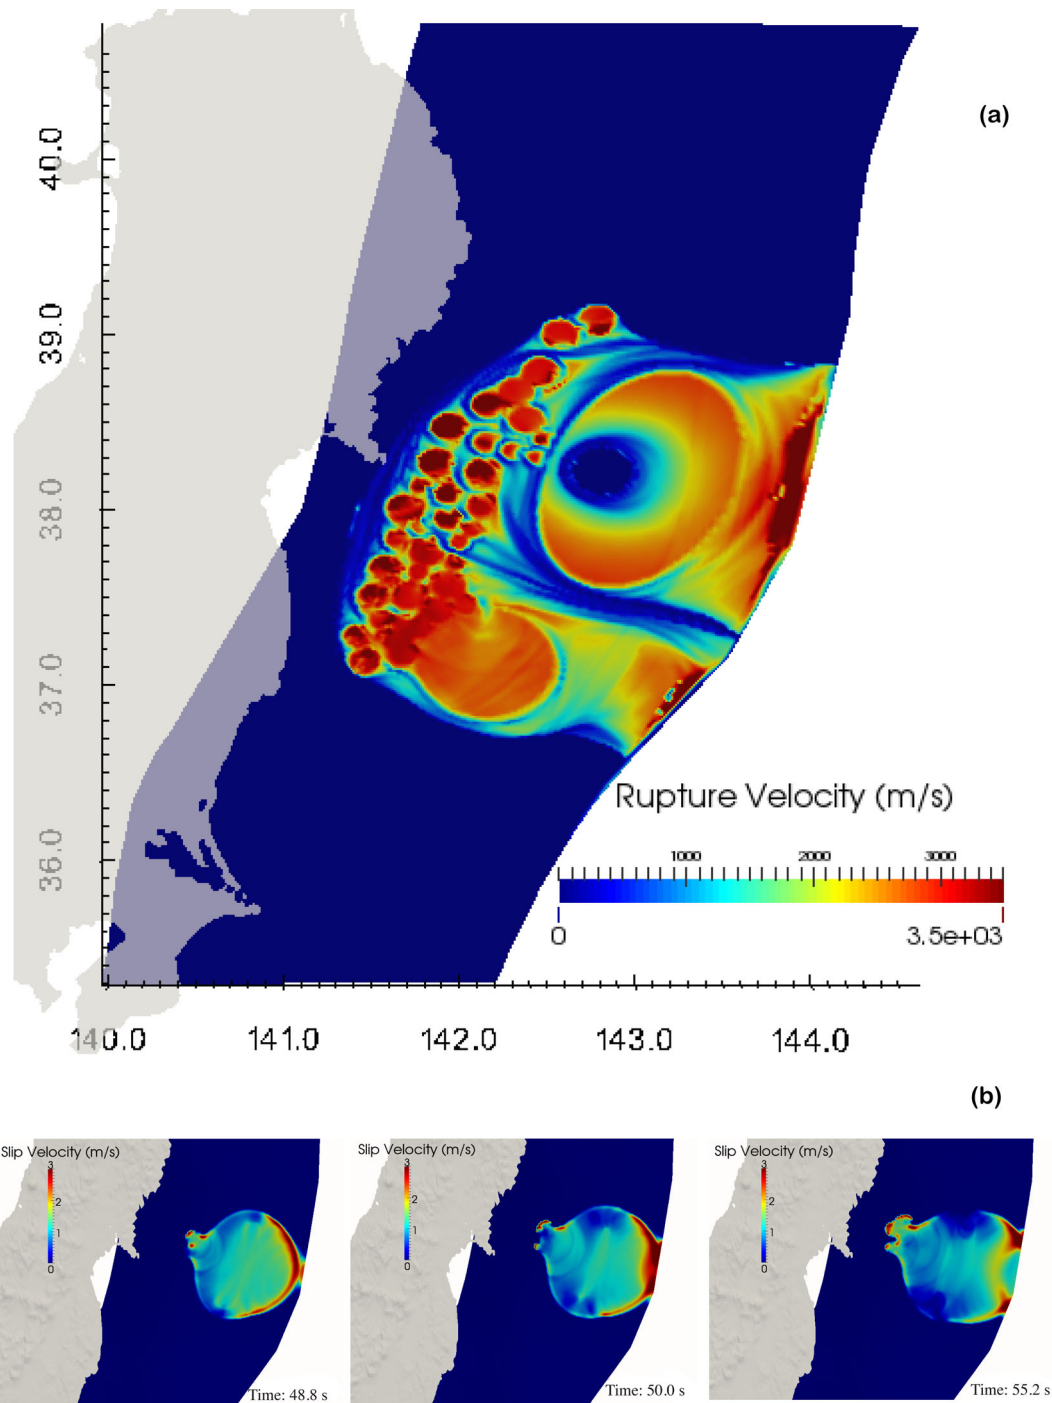 (a)
40.0
39.0
38.0
37.0
36.0
Rupture Velocity (m/s)
1000 2000 3000
0 3.5e+03
140.0 141.0 142.0 143.0 144.0
(b)
Slip Velocity (m/s)
3
2
1
0
Time: 48.8 s
Slip Velocity (m/s)
3
2
1
0
Time: 50.0 s
Slip Velocity (m/s)
3
2
1
0
Time: 55.2 s